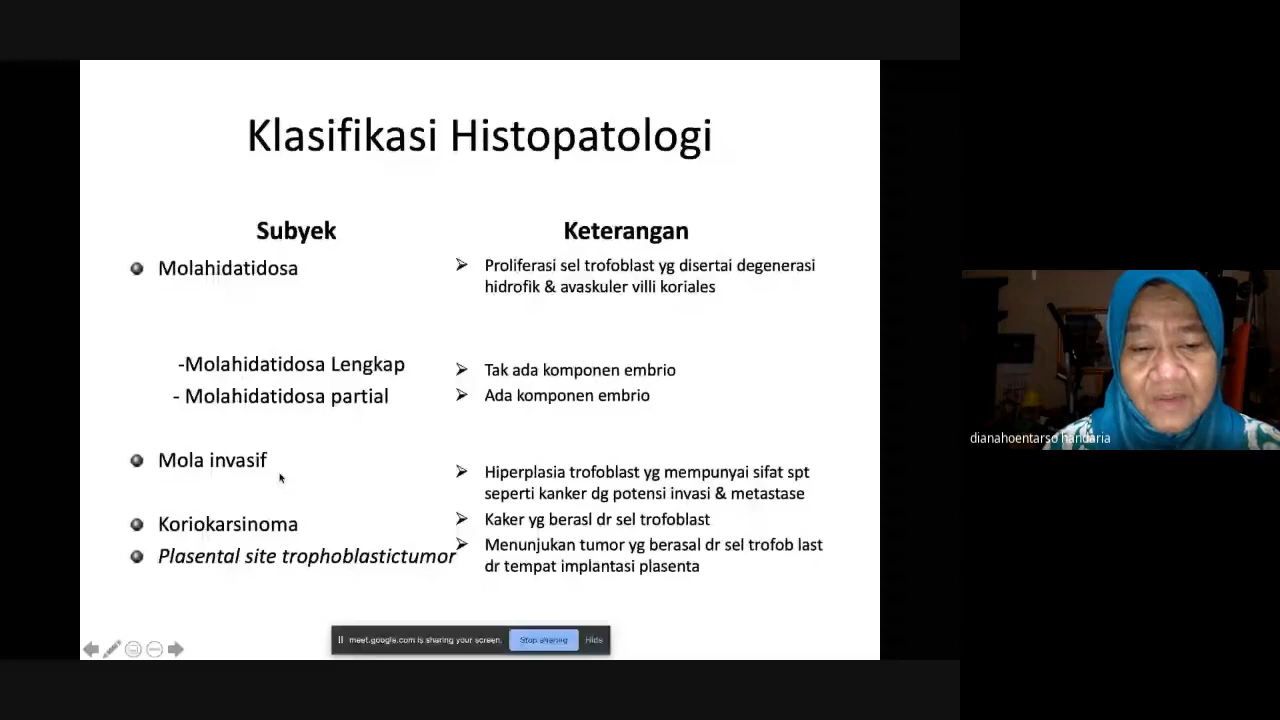 Klasifikasi Histopatologi
Subyek
Keterangan
Molahidatidosa
Proliferasi sel trofoblast yg disertai degenerasi
hidrofik & avaskuler villi koriales
-Molahidatidosa Lengkap
Tak ada komponen embrio
- Molahidatidosa partial
Ada komponen embrio
Mola invasif
Hiperplasia trofoblast yg mempunyai sifat spt
seperti kanker dg potensi invasi & metastase
Koriokarsinoma
Kaker yg berasl dr sel trofoblast
Plasental site trophoblastictumor
Menunjukan tumor yg berasal dr sel trofob last
dr tempat implantasi plasenta
meet.google.com is sharing your screen.
Stop sharing
Hide
dianahoentarso handaria